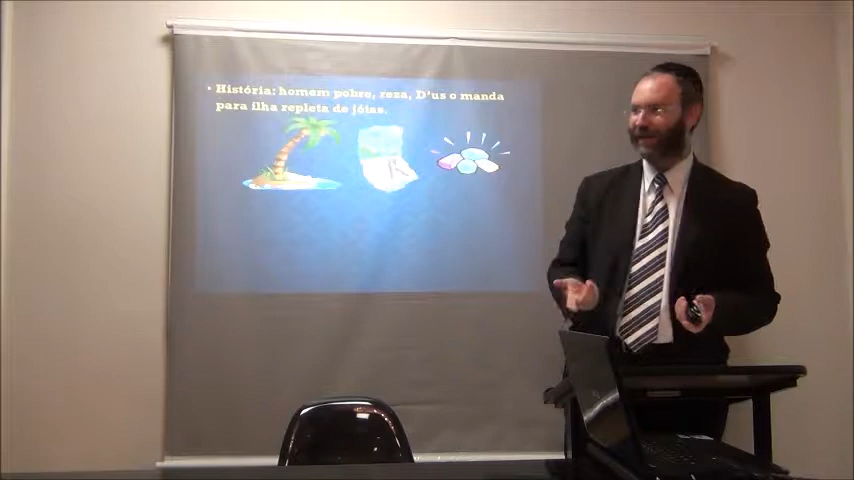 • História: homem pobre, reza, D'us o manda
para ilha repleta de jóias.